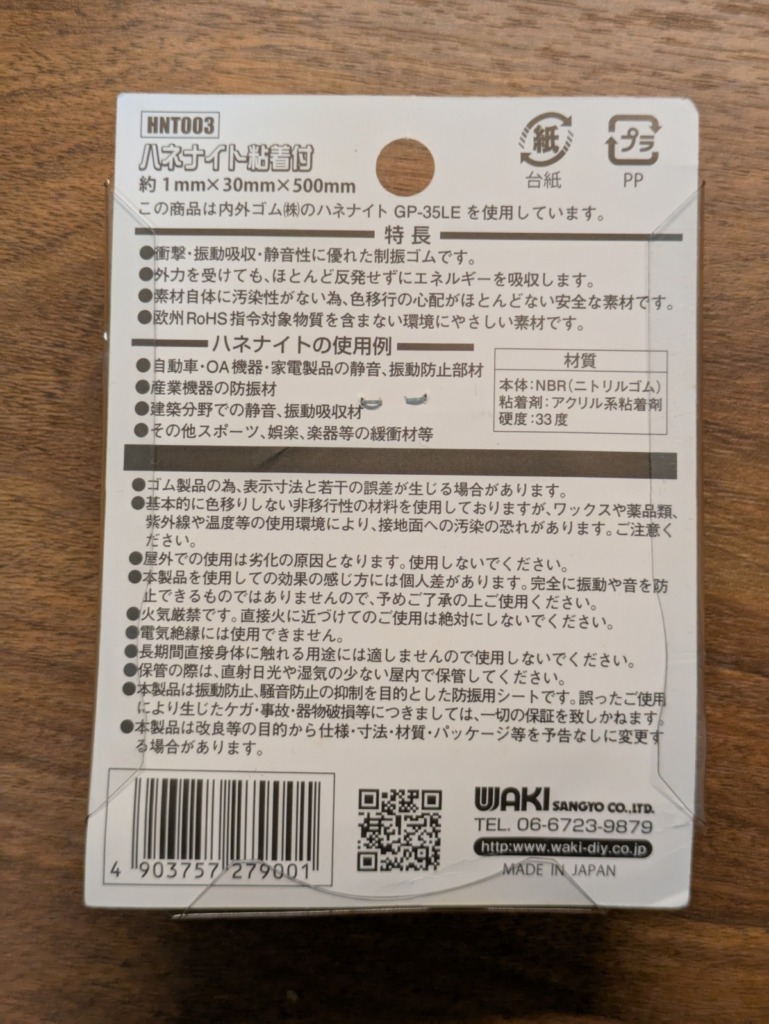 HNT003
ハネナイト粘着付
約1mm×30mm×500mm
紙
台紙
プラ
PP
この商品は内外ゴム㈱のハネナイト GP-35LE を使用しています。
特長
●衝撃・振動吸収・静音性に優れた制振ゴムです。
●外力を受けても、ほとんど反発せずにエネルギーを吸収します。
●素材自体に汚染性がない為、色移行の心配がほとんどない安全な素材です。
●欧州RoHS指令対象物質を含まない環境にやさしい素材です。
ハネナイトの使用例
●自動車・OA機器・家電製品の静音、振動防止部材
●産業機器の防振材
●建築分野での静音、振動吸収材
●その他スポーツ、娯楽、楽器等の緩衝材等
材質
本体：NBR（ニトリルゴム）
粘着剤：アクリル系粘着剤
硬度：33度
●ゴム製品の為、表示寸法と若干の誤差が生じる場合があります。
●基本的に色移りしない非移行性の材料を使用しておりますが、ワックスや薬品類、
紫外線や温度等の使用環境により、接地面への汚染の恐れがあります。ご注意く
ださい。
●屋外での使用は劣化の原因となります。使用しないでください。
●本製品を使用しての効果の感じ方には個人差があります。完全に振動や音を防
止できるものではありませんので、予めご了承の上ご使用ください。
●火気厳禁です。直接火に近づけてのご使用は絶対にしないでください。
●電気絶縁には使用できません。
●長期間直接身体に触れる用途には適しませんので使用しないでください。
●保管の際は、直射日光や湿気の少ない屋内で保管してください。
●本製品は振動防止、騒音防止の抑制を目的とした防振用シートです。誤ったご使用
により生じたケガ・事故・器物破損等につきましては、一切の保証を致しかねます。
●本製品は改良等の目的から仕様・寸法・材質・パッケージ等を予告なしに変更す
る場合があります。
4 903757 279001
WAKI SANGYO CO.,LTD.
TEL. 06-6723-9879
http:www.waki-diy.co.jp
MADE IN JAPAN